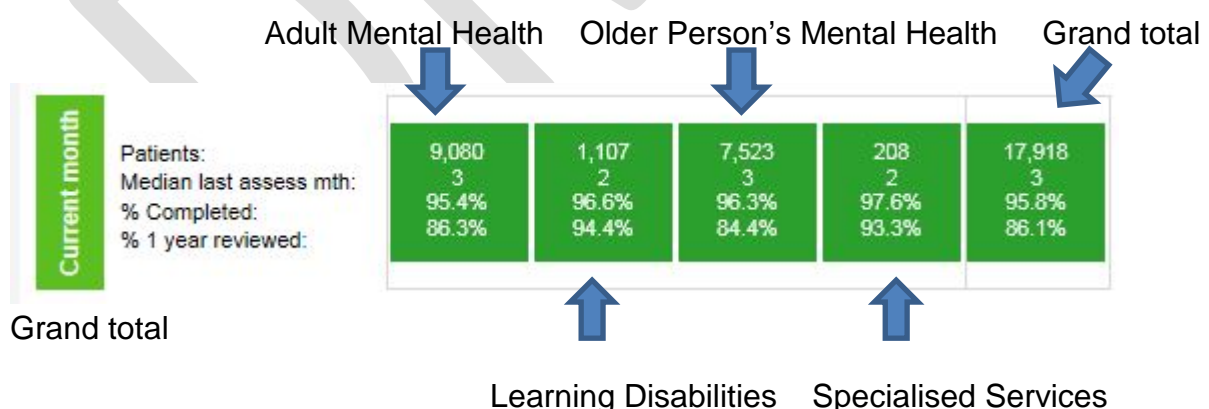 Adult Mental Health Older Person's Mental Health Grand total
Current month
Patients: 9,080 1,107 7,523 208 17,918
Median last assess mth: 3 2 3 2 3
% Completed: 95.4% 96.6% 96.3% 97.6% 95.8%
% 1 year reviewed: 86.3% 94.4% 84.4% 93.3% 86.1%
Grand total
Learning Disabilities Specialised Services